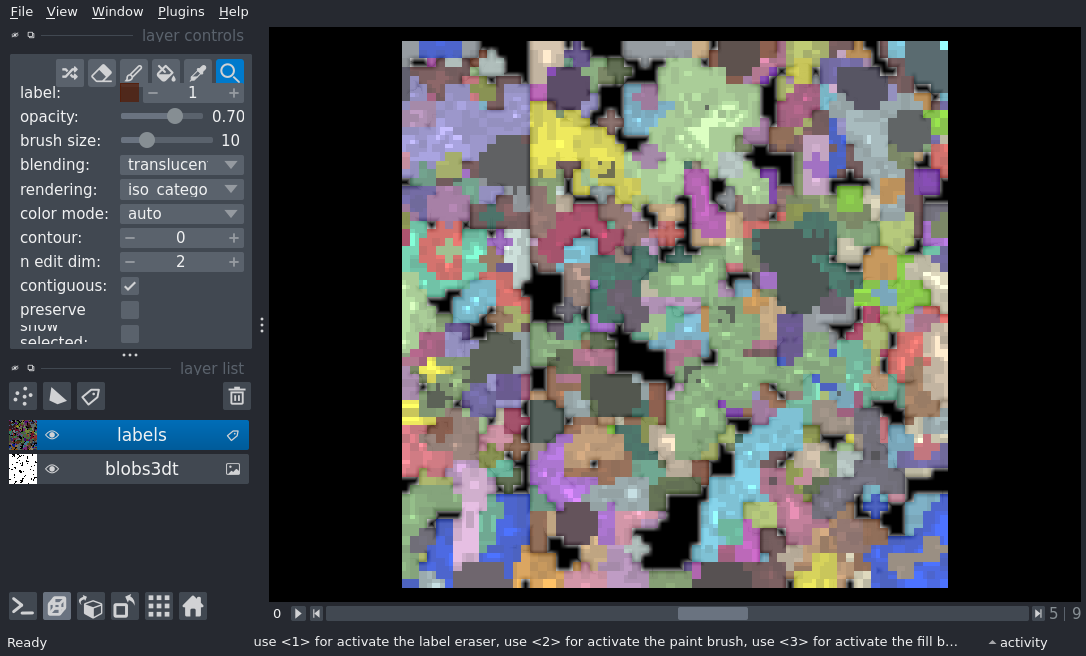 File View Window Plugins Help
layer controls
label: − 1 +
opacity: 0.70
brush size: 10
blending: translucen
rendering: iso_catego
color mode: auto
contour: − 0 +
n edit dim: − 2 +
contiguous:
preserve
show
selected:
layer list
labels
blobs3dt
0 5 | 9
Ready use <1> for activate the label eraser, use <2> for activate the paint brush, use <3> for activate the fill b... activity